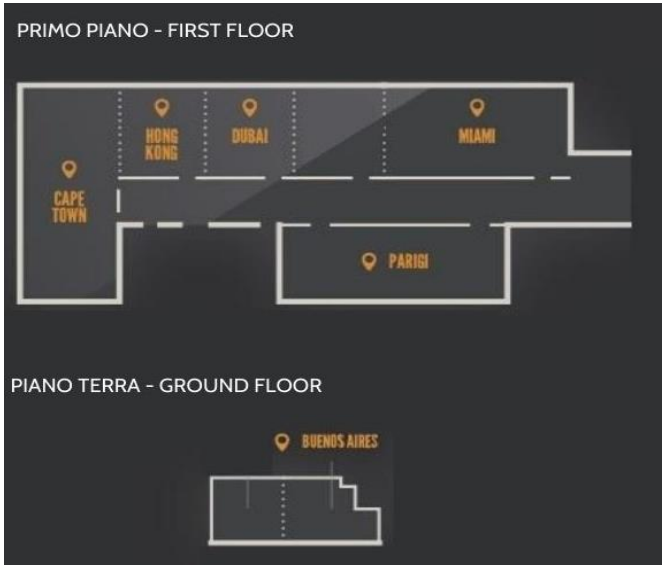 PRIMO PIANO - FIRST FLOOR
HONG
KONG
DUBAI
MIAMI
CAPE
TOWN
PARIGI
PIANO TERRA - GROUND FLOOR
BUENOS AIRES